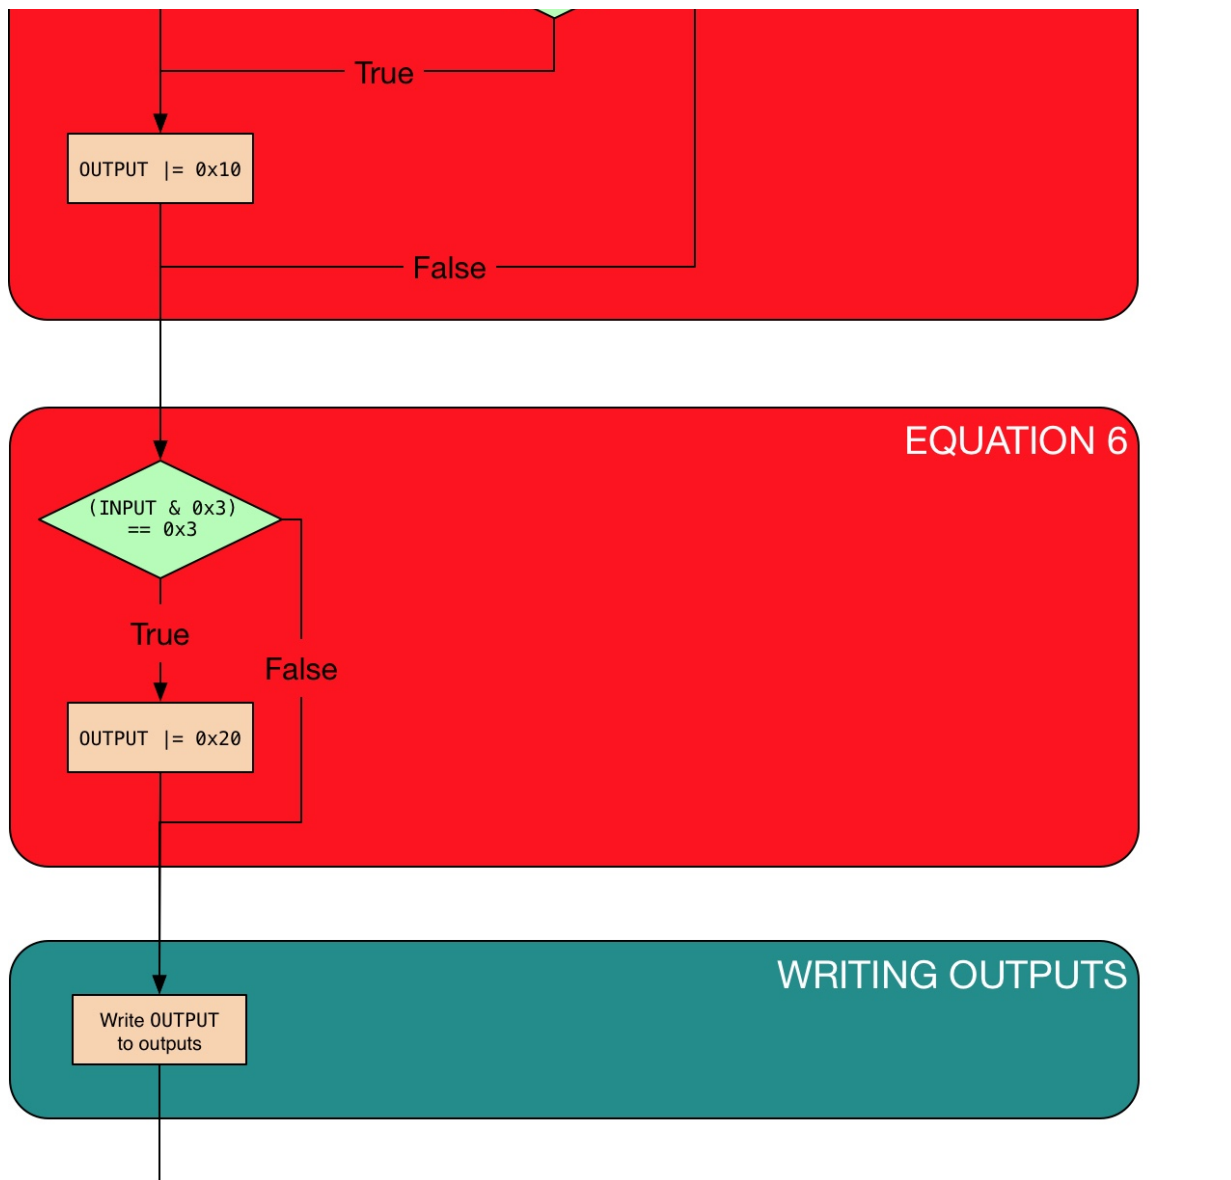 True
OUTPUT |= 0x10
False
EQUATION 6
(INPUT & 0x3)
== 0x3
True
False
OUTPUT |= 0x20
WRITING OUTPUTS
Write OUTPUT
to outputs